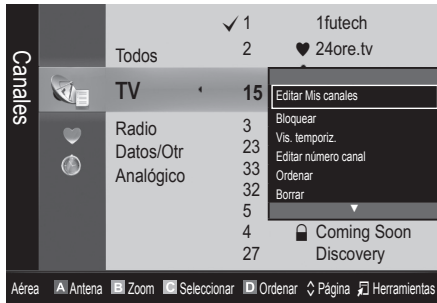 Canales
✓ 1 1futech
Todos 2 ♥ 24ore.tv
TV ◂ 15
Editar Mis canales
Bloquear
Vis. temporiz.
Editar número canal
Ordenar
Borrar
▼
Radio 3
Datos/Otr 23
Analógico 33
32
5
4 Coming Soon
27 Discovery
Aérea A Antena B Zoom C Seleccionar D Ordenar Página Herramientas